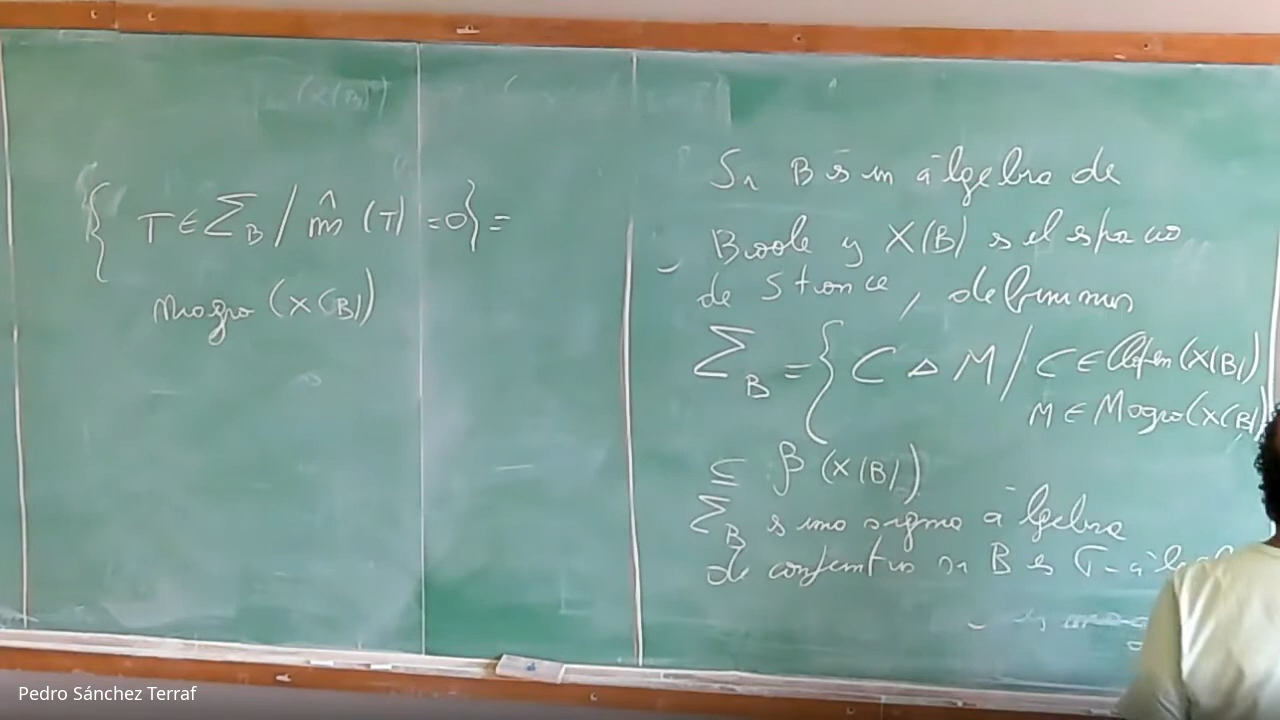 { T ∈ Σ_B / m̂ (T) = 0 } =
Magro (X(B))
Si B es un álgebra de
Boole y X(B) es el espacio
de Stone, definimos
Σ_B = { C △ M / C ∈ Clopen (X(B))
M ∈ Magro (X(B))
⊆ β (X(B))
Σ_B es una sigma álgebra
de conjuntos si B es σ-
Pedro Sánchez Terraf